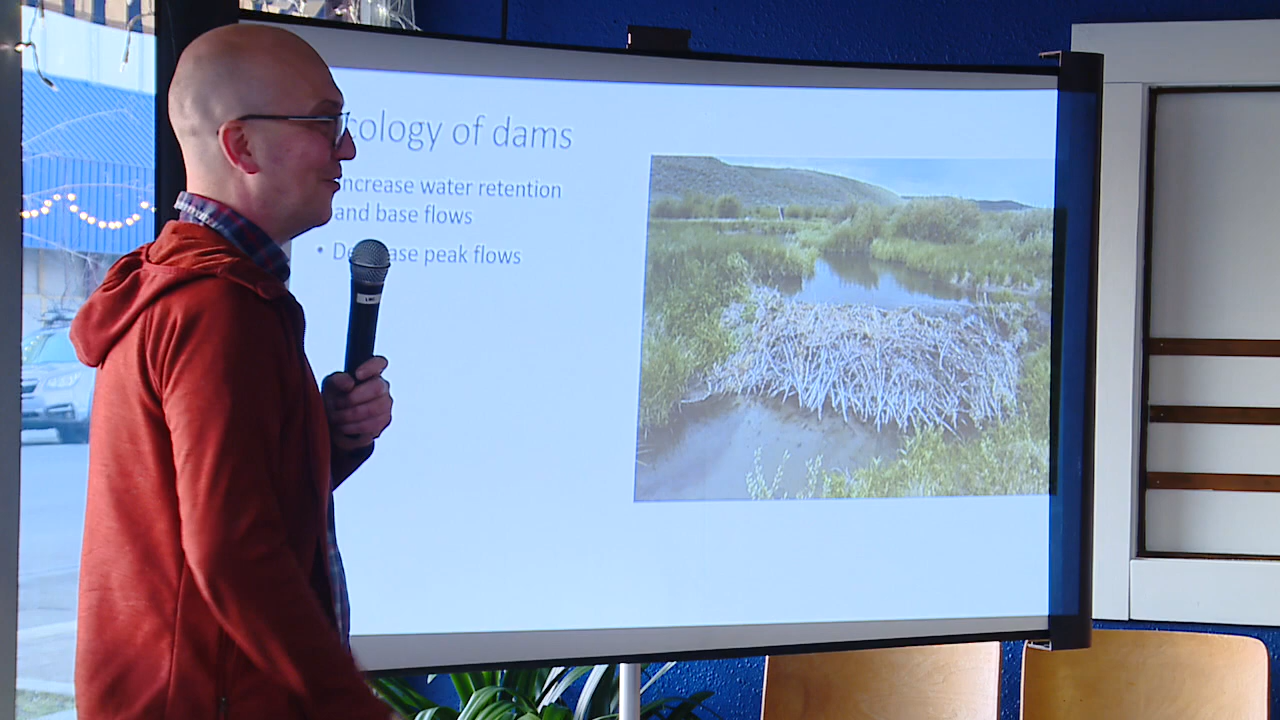 cology of dams
ncrease water retention
and base flows
• De ase peak flows